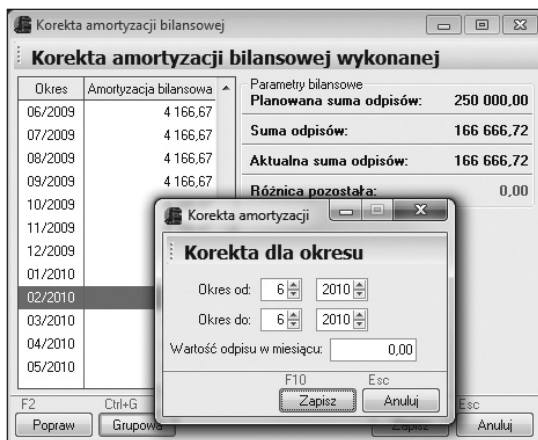 Korekta amortyzacji bilansowej
Korekta amortyzacji bilansowej wykonanej
Okres Amortyzacja bilansowa
06/2009 4 166,67
07/2009 4 166,67
08/2009 4 166,67
09/2009 4 166,67
10/2009
11/2009
12/2009
01/2010
02/2010
03/2010
04/2010
05/2010
Parametry bilansowe
Planowana suma odpisów: 250 000,00
Suma odpisów: 166 666,72
Aktualna suma odpisów: 166 666,72
Różnica pozostała: 0,00
Korekta amortyzacji
Korekta dla okresu
Okres od: 6 2010
Okres do: 6 2010
Wartość odpisu w miesiącu: 0,00
F10 Esc
Zapisz Anuluj
F2 Ctrl+G Esc
Popraw Grupowa Zapisz Anuluj